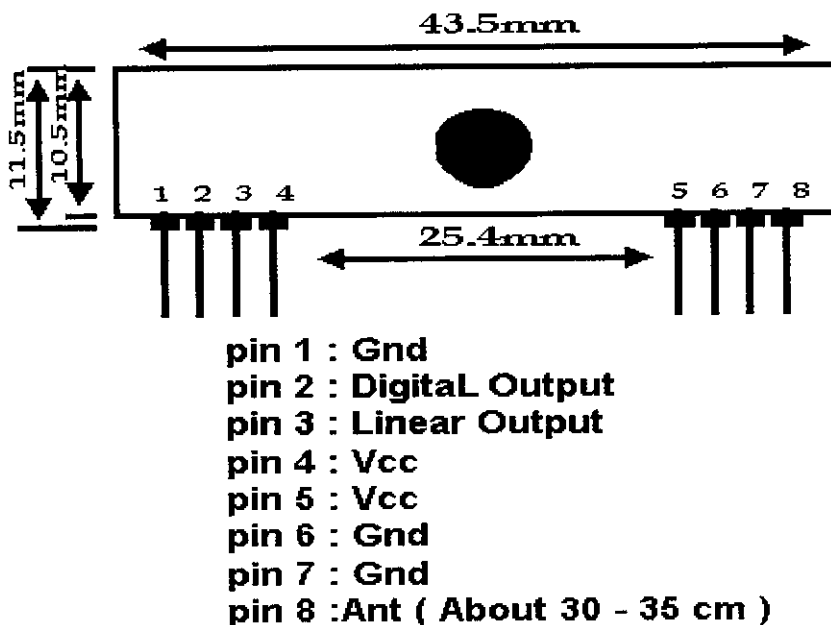 43.5mm
11.5mm
10.5mm
1 2 3 4
5 6 7 8
25.4mm
pin 1 : Gnd
pin 2 : DigitaL Output
pin 3 : Linear Output
pin 4 : Vcc
pin 5 : Vcc
pin 6 : Gnd
pin 7 : Gnd
pin 8 :Ant ( About 30 - 35 cm )